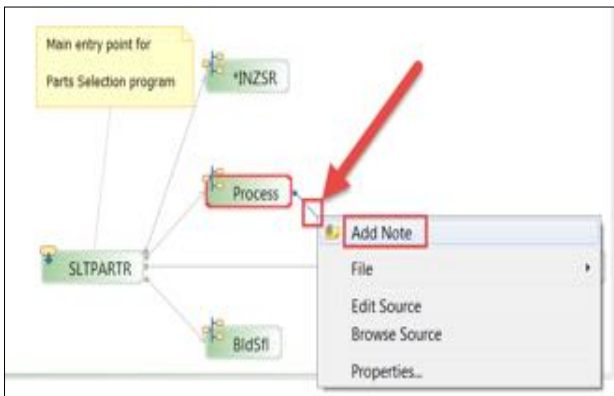 Main entry point for
Parts Selection program
*INZSR
Process
SLTPARTR
BldSfl
Add Note
File
Edit Source
Browse Source
Properties...